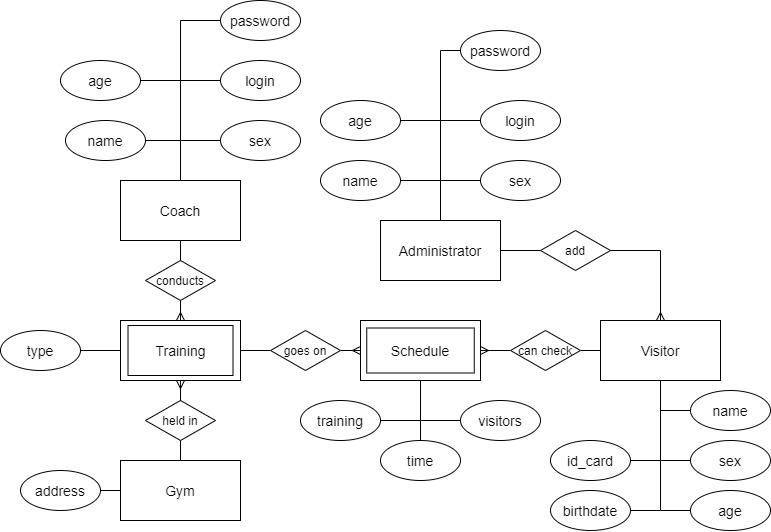 password
password
age
login
age
login
name
sex
name
sex
Coach
Administrator
add
conducts
type
Training
goes on
Schedule
can check
Visitor
name
held in
training
visitors
time
id_card
sex
address
Gym
birthdate
age